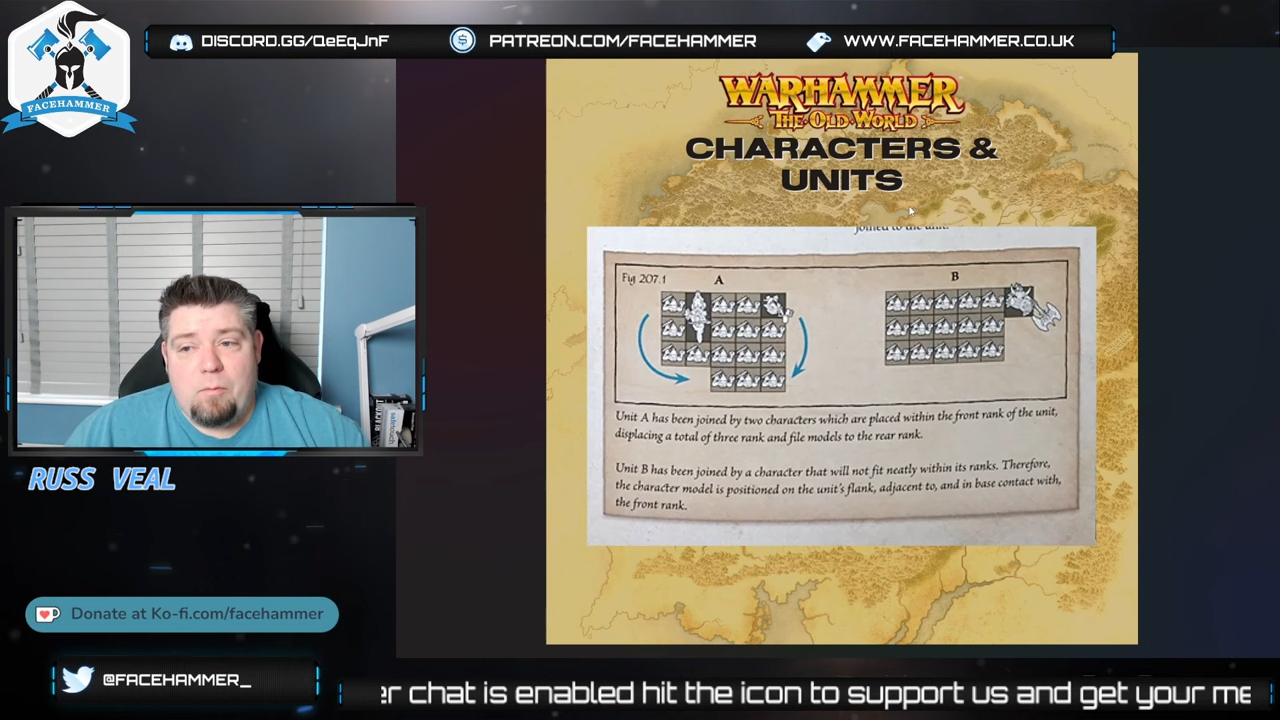 DISCORD.GG/QeEqJnF
PATREON.COM/FACEHAMMER
WWW.FACEHAMMER.CO.UK
FACEHAMMER
WARHAMMER
THE OLD WORLD
CHARACTERS &
UNITS
joined to the unit.
Fig 207.1
A
B
Unit A has been joined by two characters which are placed within the front rank of the unit,
displacing a total of three rank and file models to the rear rank.
Unit B has been joined by a character that will not fit neatly within its ranks. Therefore,
the character model is positioned on the unit's flank, adjacent to, and in base contact with,
the front rank.
RUSS VEAL
Donate at Ko-fi.com/facehammer
@FACEHAMMER_
er chat is enabled hit the icon to support us and get your me